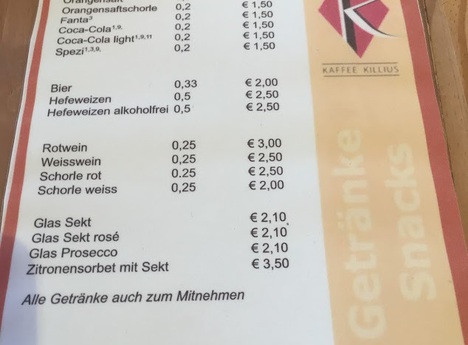 Orangensaft
Orangensaftschorle 0,2 € 1,50
Fanta³ 0,2 € 1,50
Coca-Cola¹,⁹, 0,2 € 1,50
Coca-Cola light¹,⁹,¹¹ 0,2 € 1,50
Spezi¹,³,⁹, 0,2 € 1,50
Bier 0,33 € 2,00
Hefeweizen 0,5 € 2,50
Hefeweizen alkoholfrei 0,5 € 2,50
Rotwein 0,25 € 3,00
Weisswein 0,25 € 2,50
Schorle rot 0.25 € 2,50
Schorle weiss 0,25 € 2,00
Glas Sekt € 2,10
Glas Sekt rosé € 2,10
Glas Prosecco € 2,10
Zitronensorbet mit Sekt € 3,50
Alle Getränke auch zum Mitnehmen
K
KAFFEE KILLIUS
Getränke
Snacks